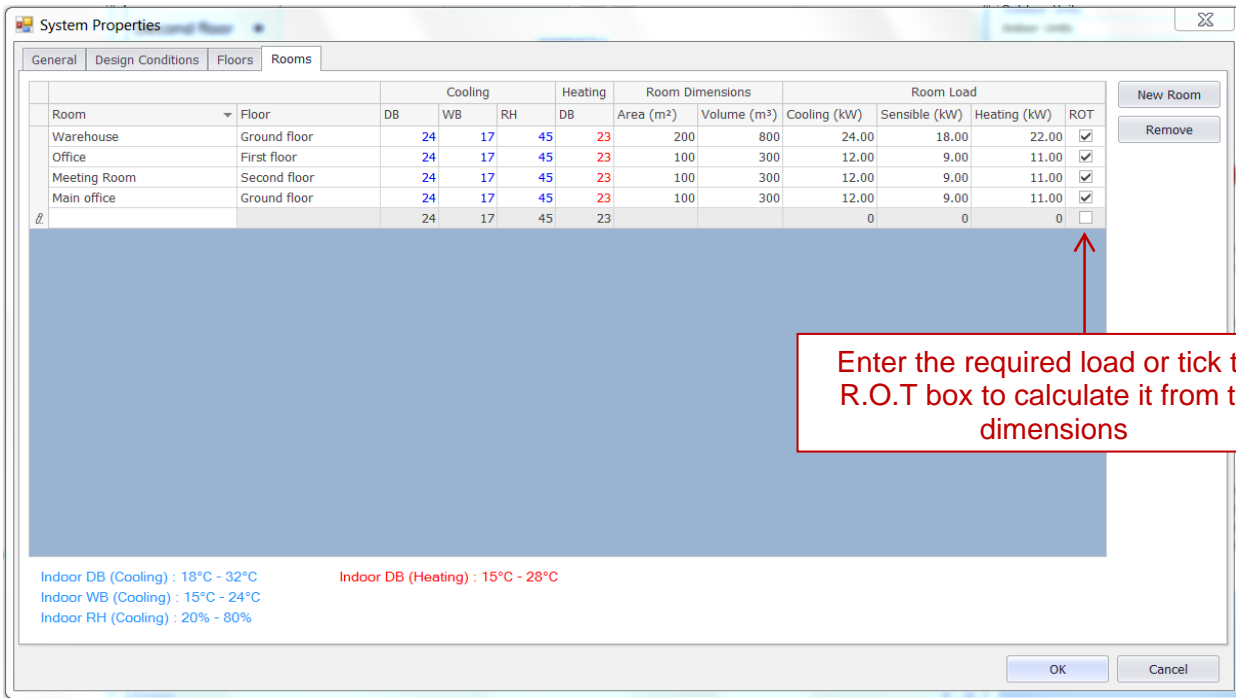 System Properties
General Design Conditions Floors Rooms
Cooling Heating Room Dimensions Room Load
Room Floor DB WB RH DB Area (m²) Volume (m³) Cooling (kW) Sensible (kW) Heating (kW) ROT
Warehouse Ground floor 24 17 45 23 200 800 24.00 18.00 22.00
Office First floor 24 17 45 23 100 300 12.00 9.00 11.00
Meeting Room Second floor 24 17 45 23 100 300 12.00 9.00 11.00
Main office Ground floor 24 17 45 23 100 300 12.00 9.00 11.00
24 17 45 23 0 0 0
New Room
Remove
Enter the required load or tick t
R.O.T box to calculate it from t
dimensions
Indoor DB (Cooling) : 18°C - 32°C Indoor DB (Heating) : 15°C - 28°C
Indoor WB (Cooling) : 15°C - 24°C
Indoor RH (Cooling) : 20% - 80%
OK Cancel